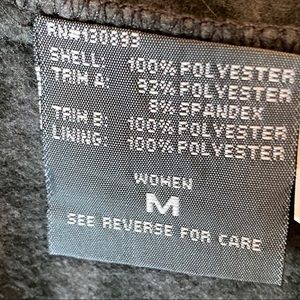 RN#130893
SHELL: 100% POLYESTER
TRIM A: 92% POLYESTER
8% SPANDEX
TRIM B: 100% POLYESTER
LINING: 100% POLYESTER
WOMEN
M
SEE REVERSE FOR CARE